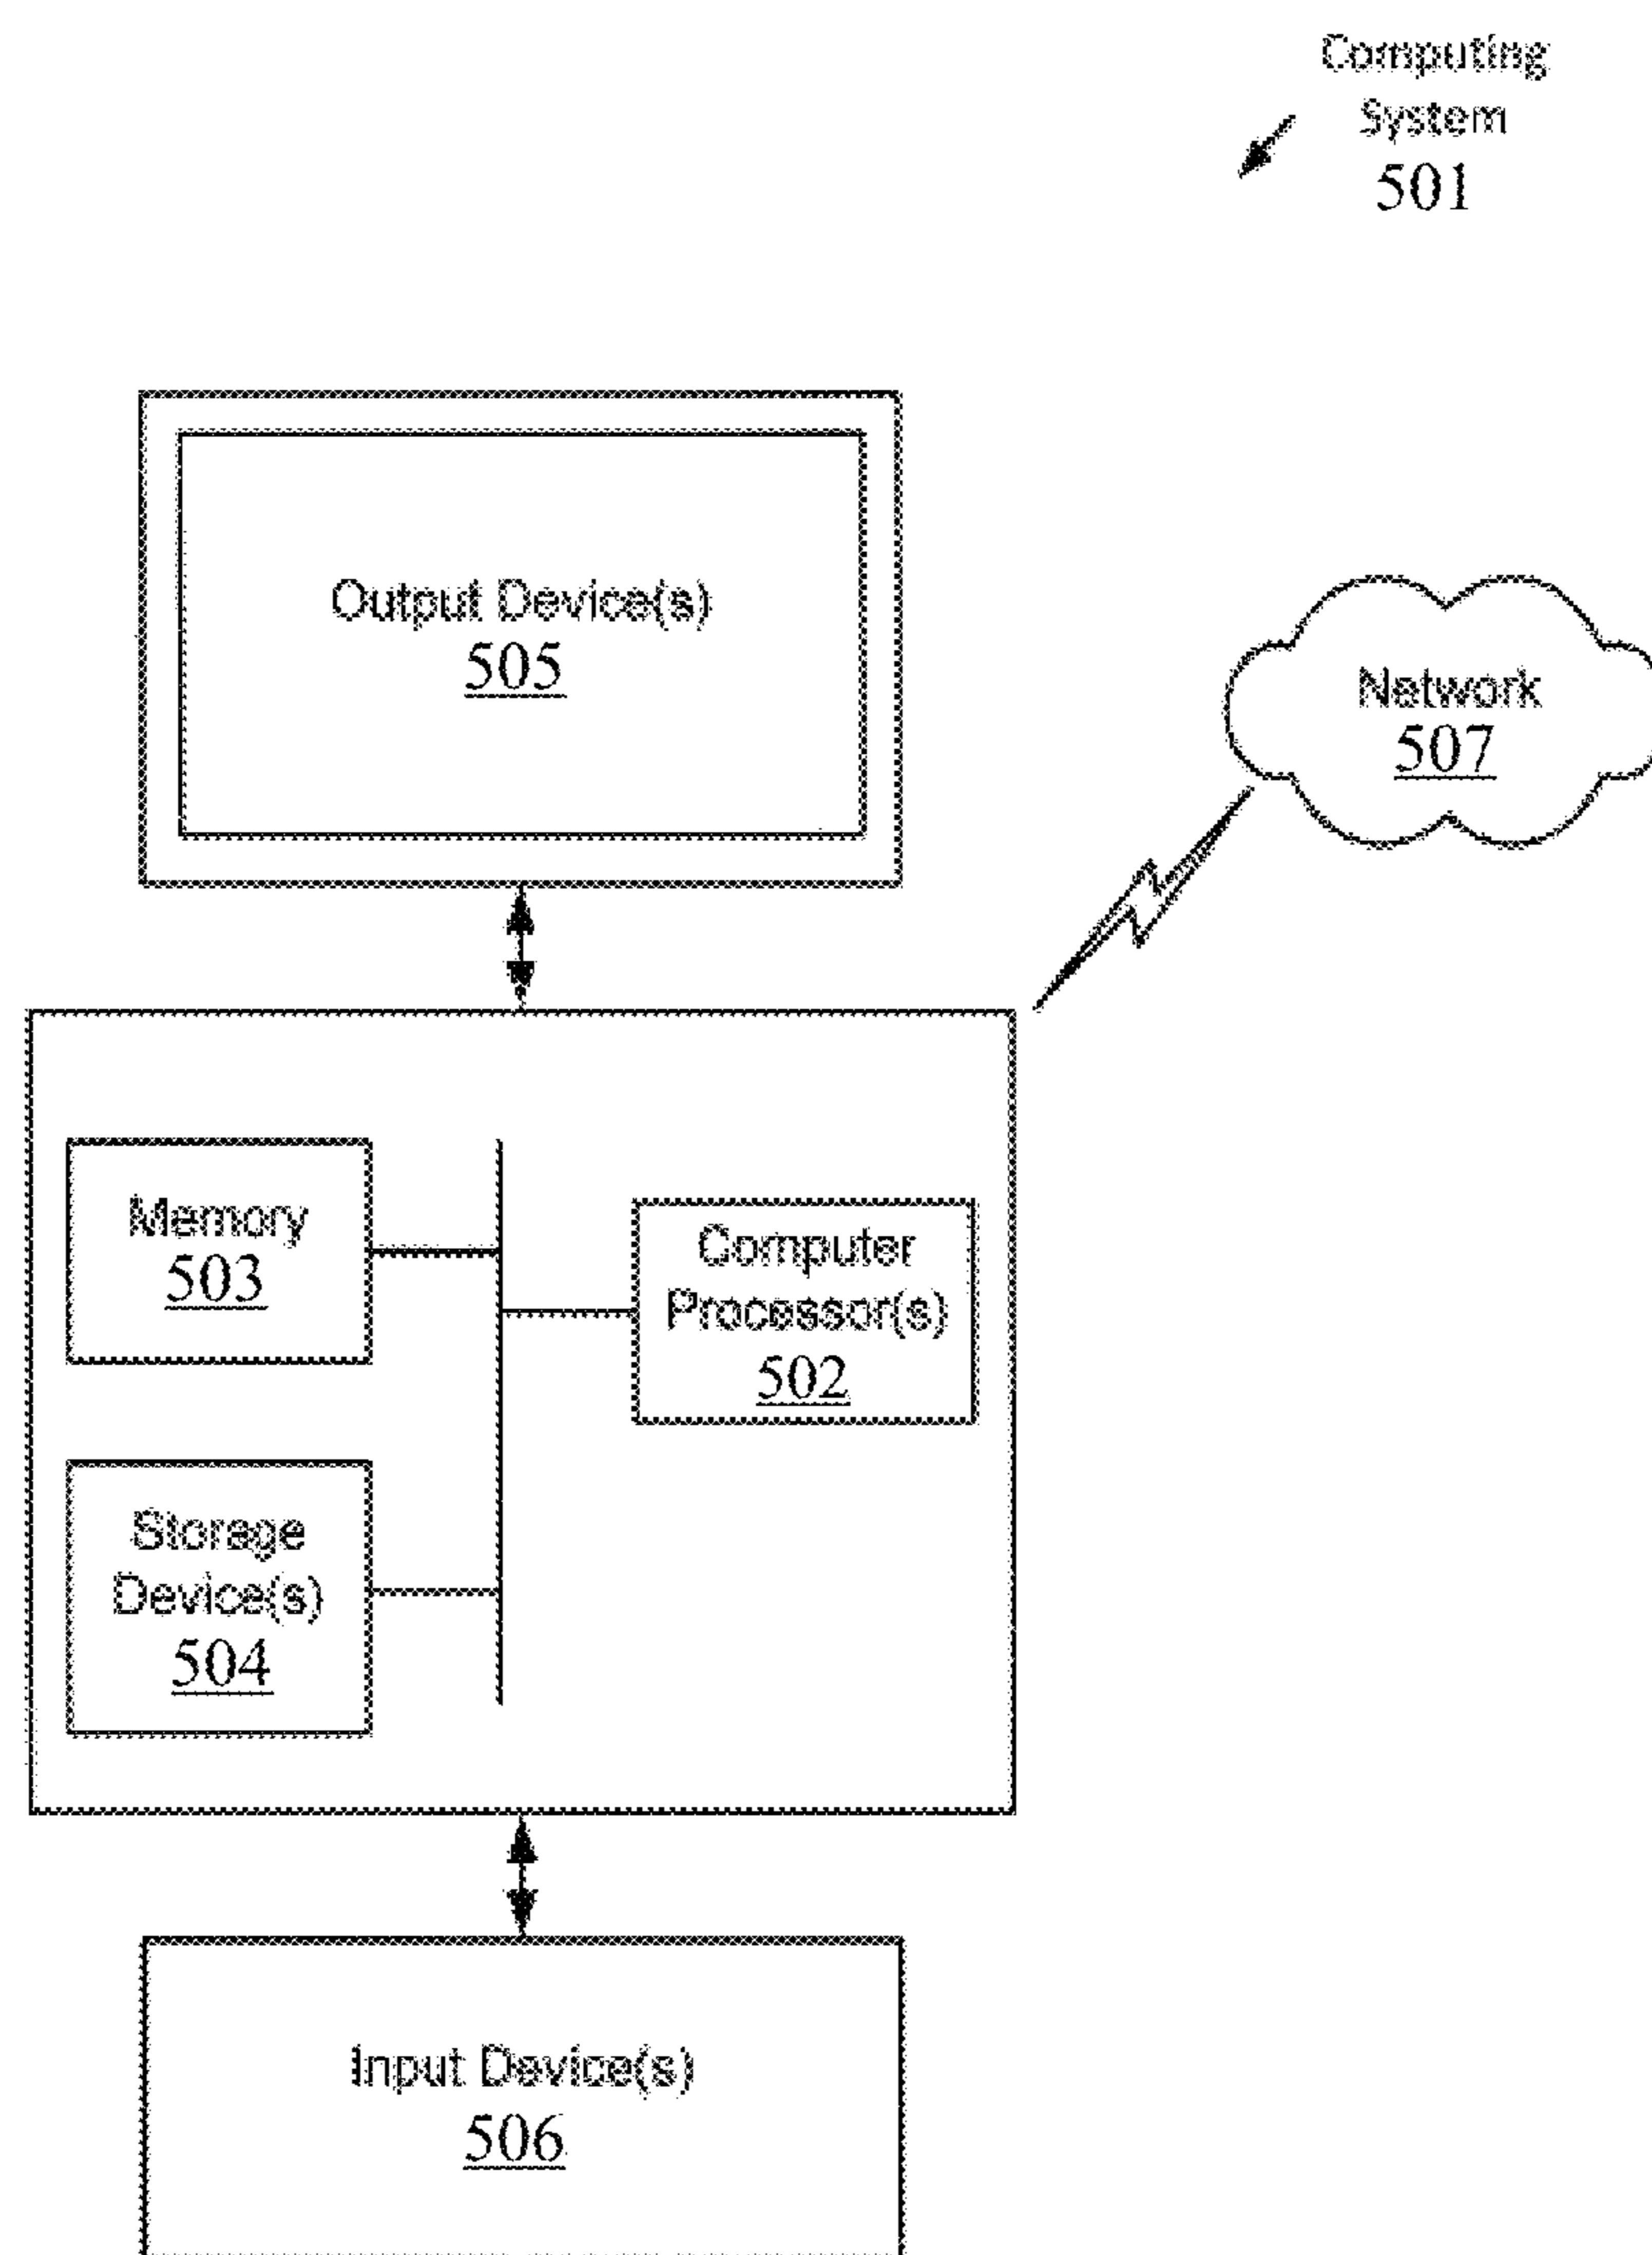 Computing
System
501
Output Device(s)
505
Network
507
Memory
503
Computer
Processor(s)
502
Storage
Device(s)
504
Input Device(s)
506